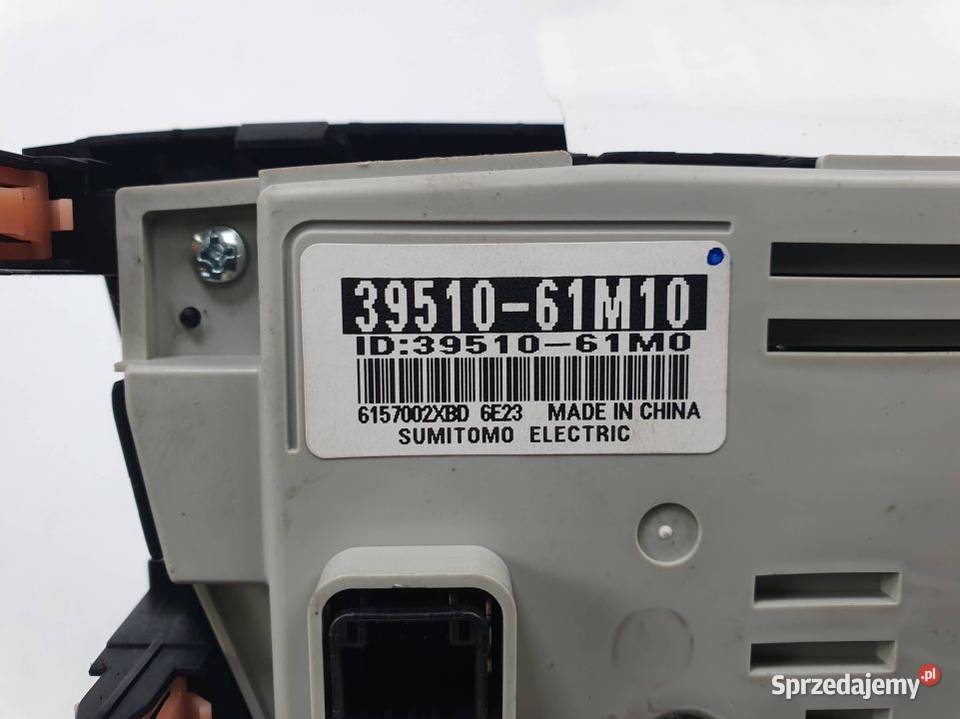 39510-61M10
ID:39510-61M0
6157002XBD 6E23 MADE IN CHINA
SUMITOMO ELECTRIC
Sprzedajemy.pl